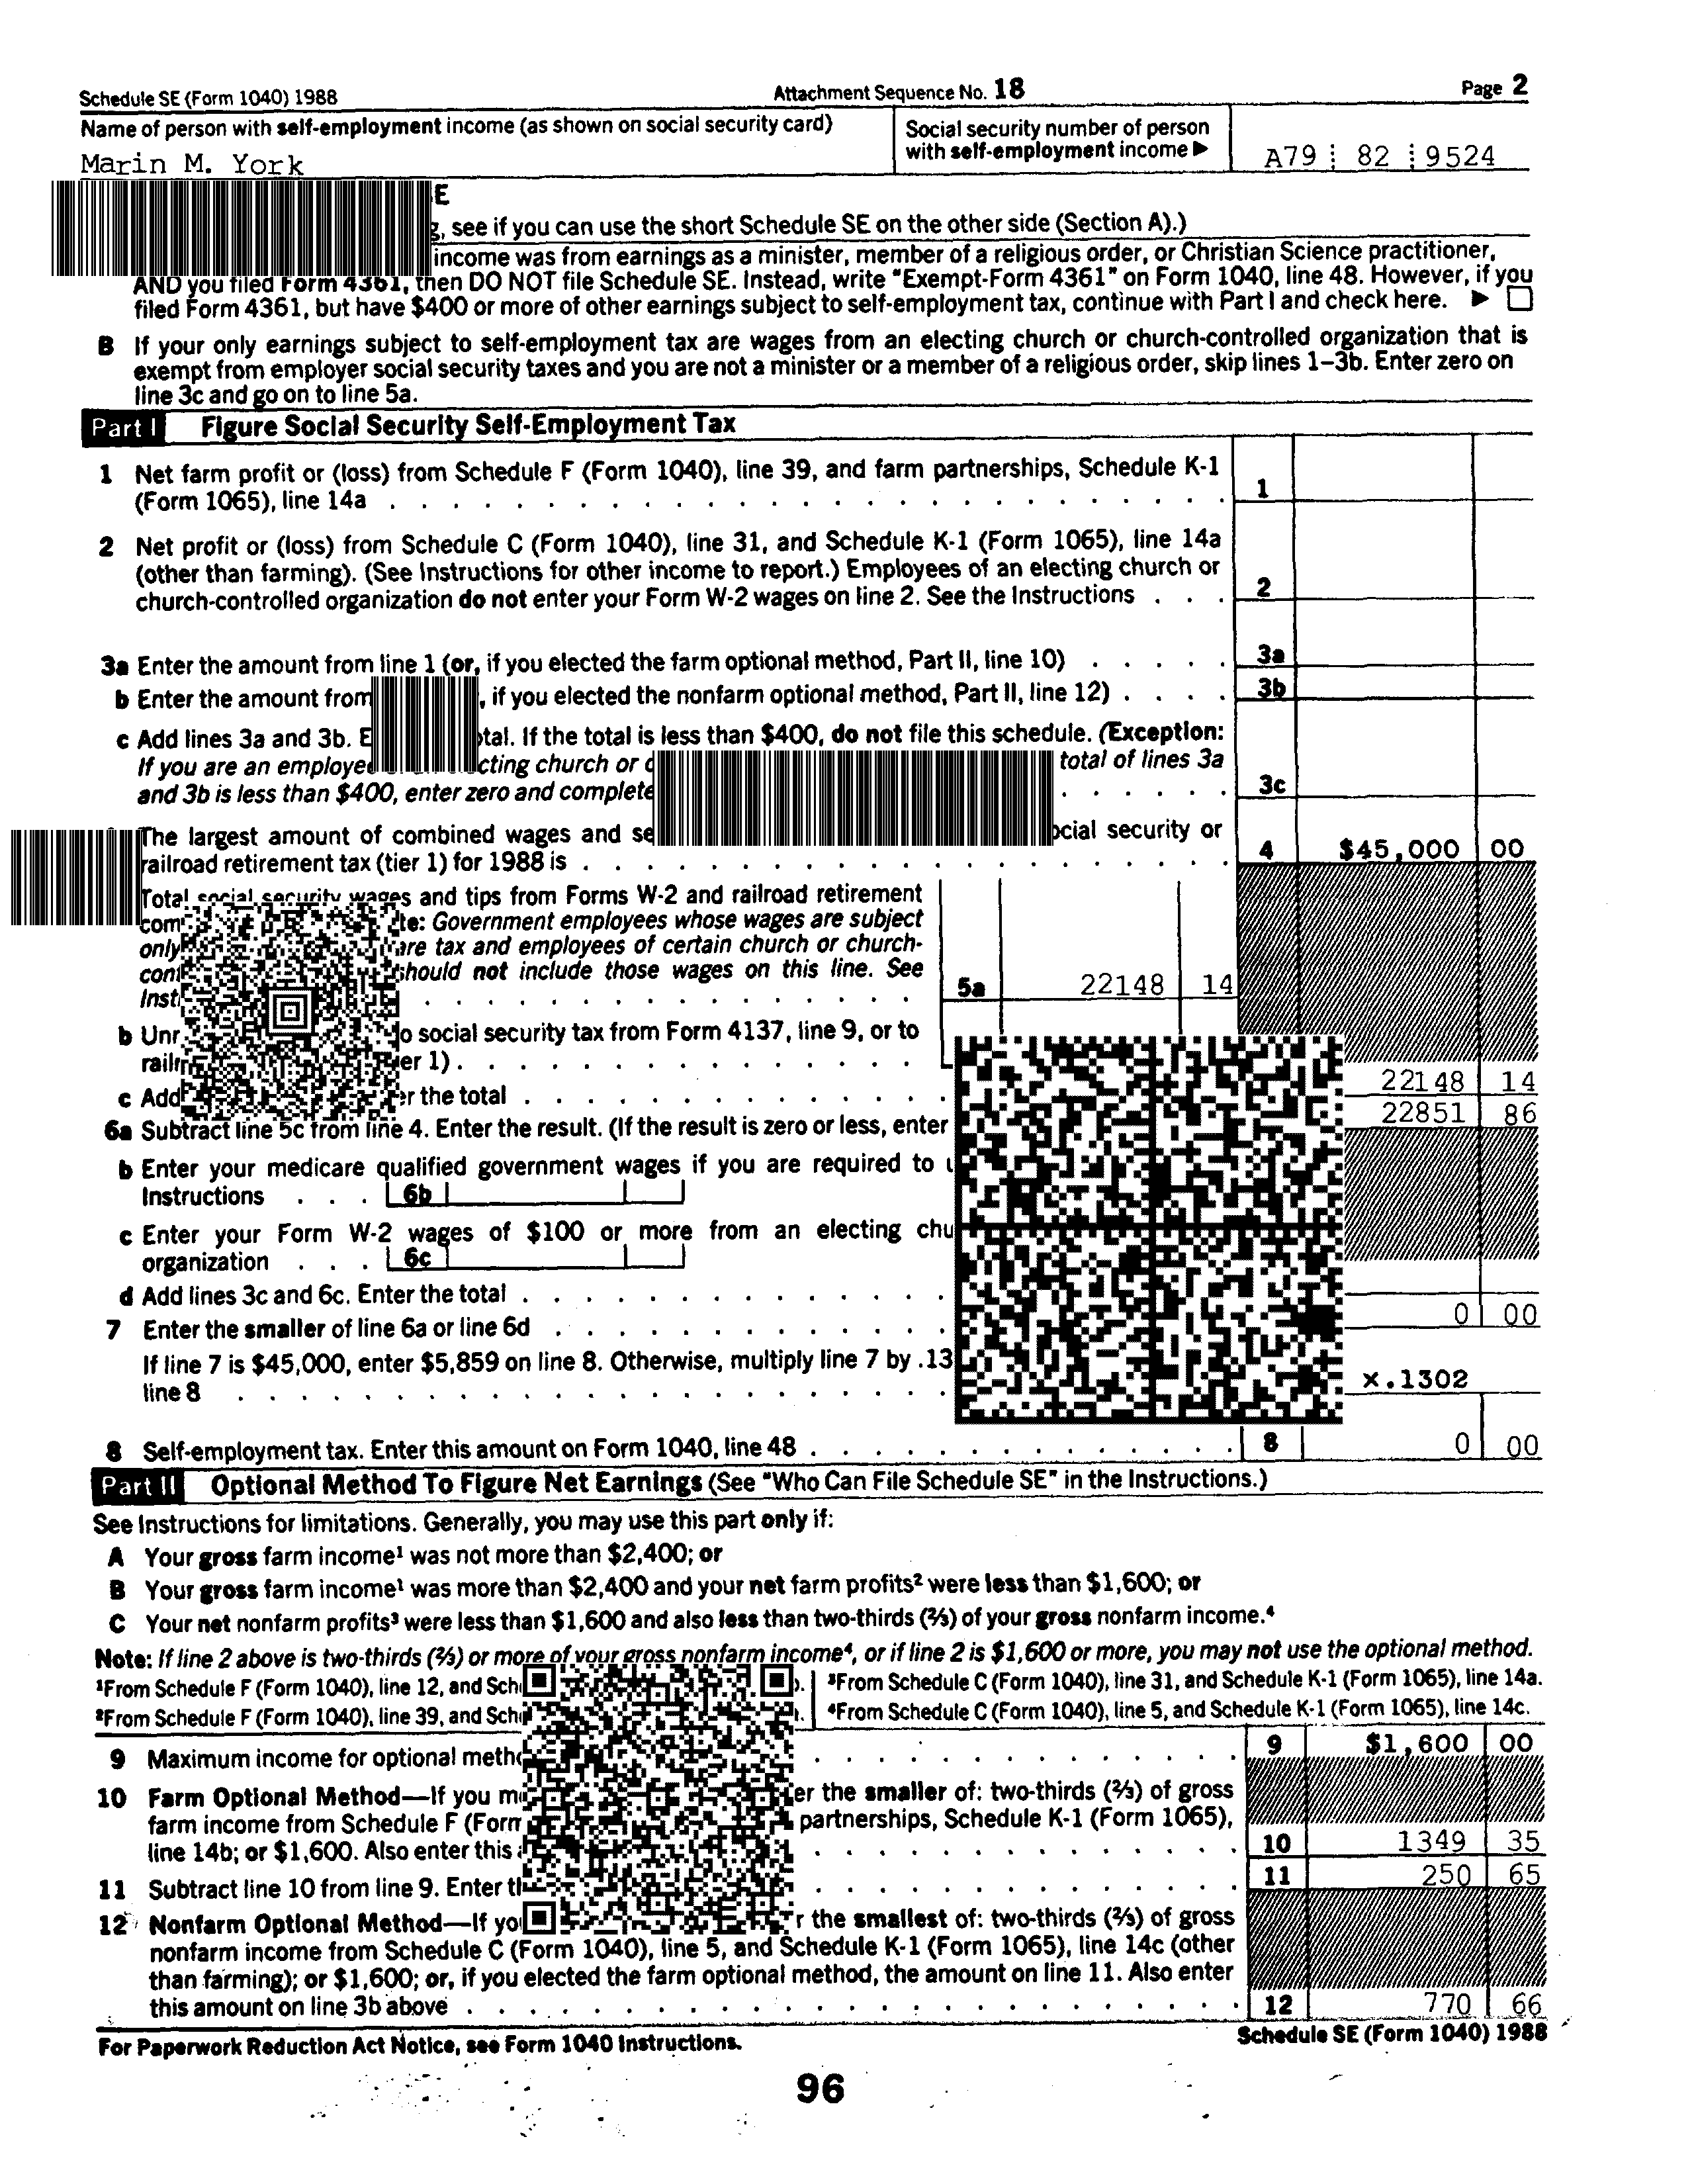 Schedule SE (Form 1040) 1988 Attachment Sequence No. 18 Page 2
Name of person with self-employment income (as shown on social security card) Social security number of person
with self-employment income ▶
Marin M. York A79 82 9524
E
, see if you can use the short Schedule SE on the other side (Section A).)
income was from earnings as a minister, member of a religious order, or Christian Science practitioner,
AND you filed Form 4361, then DO NOT file Schedule SE. Instead, write "Exempt-Form 4361" on Form 1040, line 48. However, if you
filed Form 4361, but have $400 or more of other earnings subject to self-employment tax, continue with Part I and check here. ▶ ☐
B If your only earnings subject to self-employment tax are wages from an electing church or church-controlled organization that is
exempt from employer social security taxes and you are not a minister or a member of a religious order, skip lines 1–3b. Enter zero on
line 3c and go on to line 5a.
Part I Figure Social Security Self-Employment Tax
1 Net farm profit or (loss) from Schedule F (Form 1040), line 39, and farm partnerships, Schedule K-1
(Form 1065), line 14a . . . 1
2 Net profit or (loss) from Schedule C (Form 1040), line 31, and Schedule K-1 (Form 1065), line 14a
(other than farming). (See Instructions for other income to report.) Employees of an electing church or
church-controlled organization do not enter your Form W-2 wages on line 2. See the Instructions . . . 2
3a Enter the amount from line 1 (or, if you elected the farm optional method, Part II, line 10) . . . . . 3a
b Enter the amount from , if you elected the nonfarm optional method, Part II, line 12) . . . . 3b
c Add lines 3a and 3b. tal. If the total is less than $400, do not file this schedule. (Exception:
If you are an employee cting church or total of lines 3a
and 3b is less than $400, enter zero and complete . . . . . . 3c
The largest amount of combined wages and se ocial security or
railroad retirement tax (tier 1) for 1988 is . . . 4 $45,000 00
Total social security wages and tips from Forms W-2 and railroad retirement
com te: Government employees whose wages are subject
only are tax and employees of certain church or church-
cont should not include those wages on this line. See
Inst . . . 5a 22148 14
b Unr o social security tax from Form 4137, line 9, or to
railr er 1) . . .
c Add er the total . . . 22148 14
6a Subtract line 5c from line 4. Enter the result. (If the result is zero or less, enter 22851 86
b Enter your medicare qualified government wages if you are required to
Instructions . . . 6b
c Enter your Form W-2 wages of $100 or more from an electing chu
organization . . . 6c
d Add lines 3c and 6c. Enter the total . . .
7 Enter the smaller of line 6a or line 6d . . . 0 00
If line 7 is $45,000, enter $5,859 on line 8. Otherwise, multiply line 7 by .13
line 8 . . . x.1302
8 Self-employment tax. Enter this amount on Form 1040, line 48 . . . 8 0 00
Part II Optional Method To Figure Net Earnings (See "Who Can File Schedule SE" in the Instructions.)
See Instructions for limitations. Generally, you may use this part only if:
A Your gross farm income¹ was not more than $2,400; or
B Your gross farm income¹ was more than $2,400 and your net farm profits² were less than $1,600; or
C Your net nonfarm profits³ were less than $1,600 and also less than two-thirds (⅔) of your gross nonfarm income.⁴
Note: If line 2 above is two-thirds (⅔) or more of your gross nonfarm income⁴, or if line 2 is $1,600 or more, you may not use the optional method.
¹From Schedule F (Form 1040), line 12, and Sch ). ³From Schedule C (Form 1040), line 31, and Schedule K-1 (Form 1065), line 14a.
²From Schedule F (Form 1040), line 39, and Sch . ⁴From Schedule C (Form 1040), line 5, and Schedule K-1 (Form 1065), line 14c.
9 Maximum income for optional metho . . . 9 $1,600 00
10 Farm Optional Method—If you m er the smaller of: two-thirds (⅔) of gross
farm income from Schedule F (Form partnerships, Schedule K-1 (Form 1065),
line 14b; or $1,600. Also enter this . . . 10 1349 35
11 Subtract line 10 from line 9. Enter t . . . 11 250 65
12 Nonfarm Optional Method—If yo r the smallest of: two-thirds (⅔) of gross
nonfarm income from Schedule C (Form 1040), line 5, and Schedule K-1 (Form 1065), line 14c (other
than farming); or $1,600; or, if you elected the farm optional method, the amount on line 11. Also enter
this amount on line 3b above . . . 12 770 66
For Paperwork Reduction Act Notice, see Form 1040 Instructions. Schedule SE (Form 1040) 1988
96